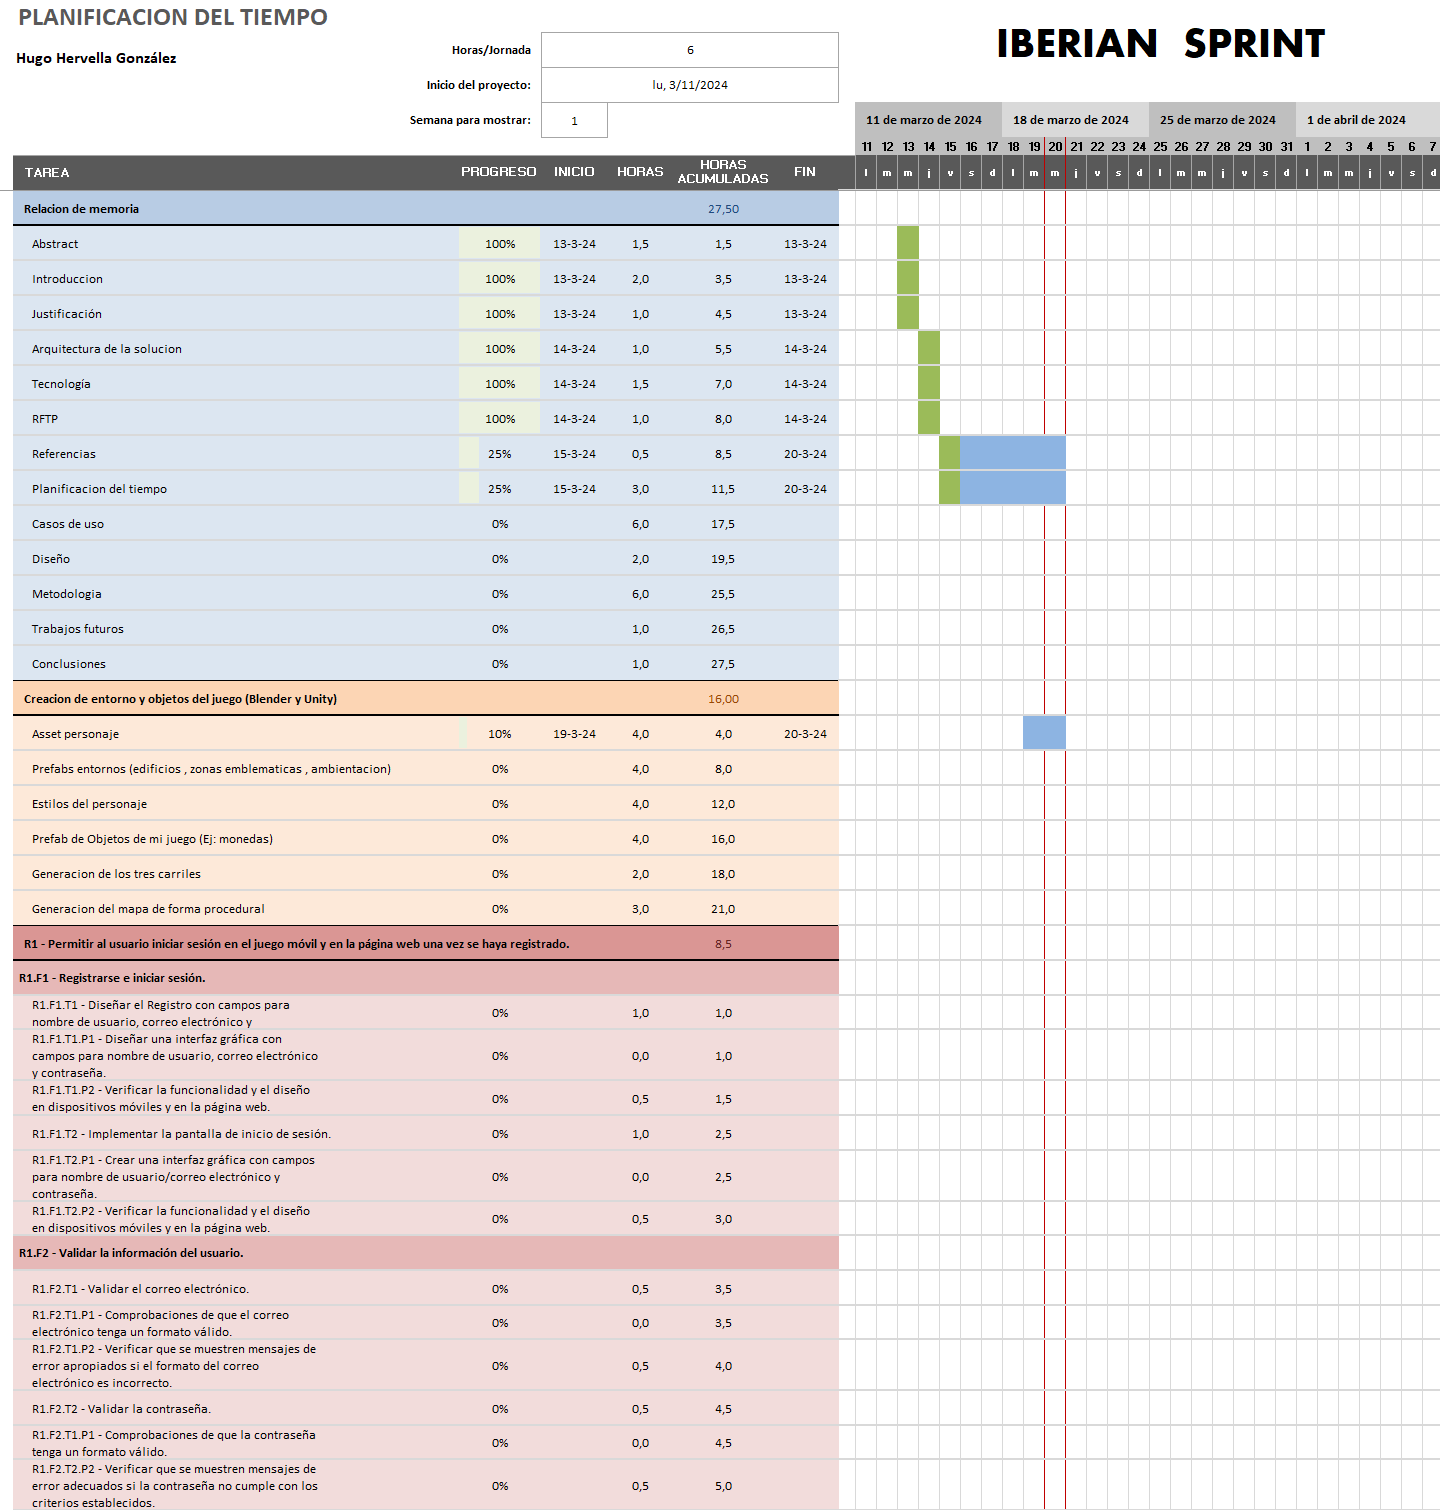 PLANIFICACION DEL TIEMPO
Hugo Hervella González
Horas/Jornada 6
Inicio del proyecto: lu, 3/11/2024
Semana para mostrar: 1
IBERIAN SPRINT
11 de marzo de 2024 18 de marzo de 2024 25 de marzo de 2024 1 de abril de 2024
11 12 13 14 15 16 17 18 19 20 21 22 23 24 25 26 27 28 29 30 31 1 2 3 4 5 6 7
TAREA PROGRESO INICIO HORAS HORAS ACUMULADAS FIN l m m j v s d l m m j v s d l m m j v s d l m m j v s d
Relacion de memoria 27,50
Abstract 100% 13-3-24 1,5 1,5 13-3-24
Introduccion 100% 13-3-24 2,0 3,5 13-3-24
Justificación 100% 13-3-24 1,0 4,5 13-3-24
Arquitectura de la solucion 100% 14-3-24 1,0 5,5 14-3-24
Tecnología 100% 14-3-24 1,5 7,0 14-3-24
RFTP 100% 14-3-24 1,0 8,0 14-3-24
Referencias 25% 15-3-24 0,5 8,5 20-3-24
Planificacion del tiempo 25% 15-3-24 3,0 11,5 20-3-24
Casos de uso 0% 6,0 17,5
Diseño 0% 2,0 19,5
Metodologia 0% 6,0 25,5
Trabajos futuros 0% 1,0 26,5
Conclusiones 0% 1,0 27,5
Creacion de entorno y objetos del juego (Blender y Unity) 16,00
Asset personaje 10% 19-3-24 4,0 4,0 20-3-24
Prefabs entornos (edificios , zonas emblematicas , ambientacion) 0% 4,0 8,0
Estilos del personaje 0% 4,0 12,0
Prefab de Objetos de mi juego (Ej: monedas) 0% 4,0 16,0
Generacion de los tres carriles 0% 2,0 18,0
Generacion del mapa de forma procedural 0% 3,0 21,0
R1 - Permitir al usuario iniciar sesión en el juego móvil y en la página web una vez se haya registrado. 8,5
R1.F1 - Registrarse e iniciar sesión.
R1.F1.T1 - Diseñar el Registro con campos para
nombre de usuario, correo electrónico y 0% 1,0 1,0
R1.F1.T1.P1 - Diseñar una interfaz gráfica con
campos para nombre de usuario, correo electrónico 0% 0,0 1,0
y contraseña.
R1.F1.T1.P2 - Verificar la funcionalidad y el diseño
en dispositivos móviles y en la página web. 0% 0,5 1,5
R1.F1.T2 - Implementar la pantalla de inicio de sesión. 0% 1,0 2,5
R1.F1.T2.P1 - Crear una interfaz gráfica con campos
para nombre de usuario/correo electrónico y 0% 0,0 2,5
contraseña.
R1.F1.T2.P2 - Verificar la funcionalidad y el diseño
en dispositivos móviles y en la página web. 0% 0,5 3,0
R1.F2 - Validar la información del usuario.
R1.F2.T1 - Validar el correo electrónico. 0% 0,5 3,5
R1.F2.T1.P1 - Comprobaciones de que el correo
electrónico tenga un formato válido. 0% 0,0 3,5
R1.F2.T1.P2 - Verificar que se muestren mensajes de
error apropiados si el formato del correo 0% 0,5 4,0
electrónico es incorrecto.
R1.F2.T2 - Validar la contraseña. 0% 0,5 4,5
R1.F2.T1.P1 - Comprobaciones de que la contraseña
tenga un formato válido. 0% 0,0 4,5
R1.F2.T2.P2 - Verificar que se muestren mensajes de
error adecuados si la contraseña no cumple con los 0% 0,5 5,0
criterios establecidos.